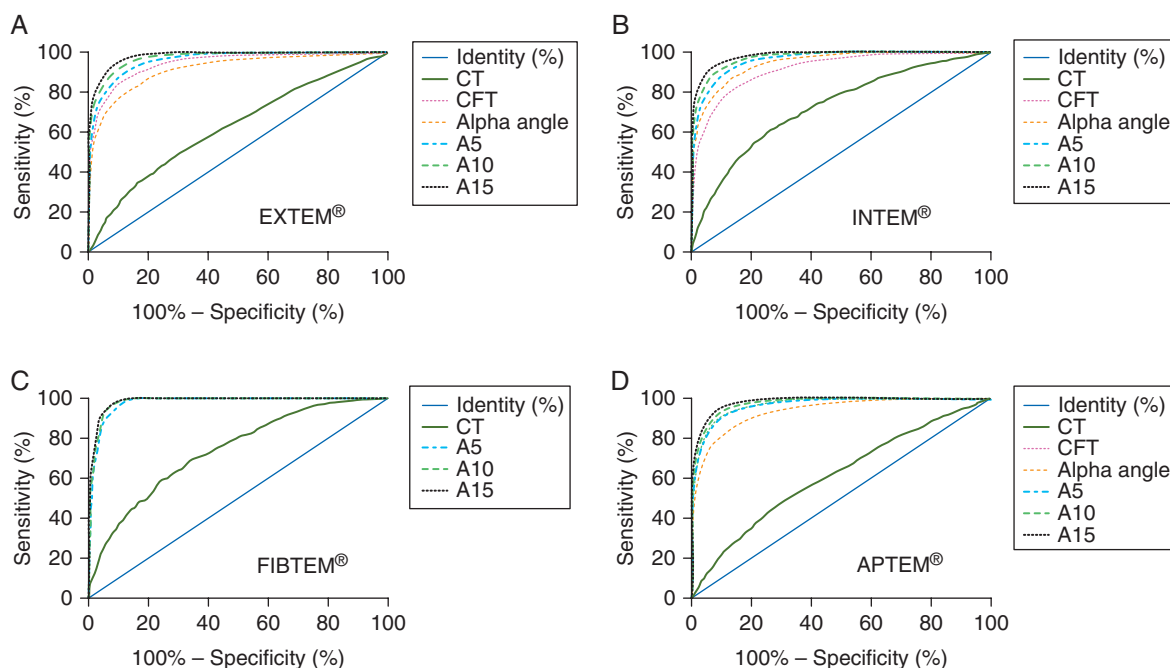 A
100
80
60
40
20
0
Sensitivity (%)
EXTEM®
0 20 40 60 80 100
100% – Specificity (%)
Identity (%)
CT
CFT
Alpha angle
A5
A10
A15
B
100
80
60
40
20
0
Sensitivity (%)
INTEM®
0 20 40 60 80 100
100% – Specificity (%)
Identity (%)
CT
CFT
Alpha angle
A5
A10
A15
C
100
80
60
40
20
0
Sensitivity (%)
FIBTEM®
0 20 40 60 80 100
100% – Specificity (%)
Identity (%)
CT
A5
A10
A15
D
100
80
60
40
20
0
Sensitivity (%)
APTEM®
0 20 40 60 80 100
100% – Specificity (%)
Identity (%)
CT
CFT
Alpha angle
A5
A10
A15